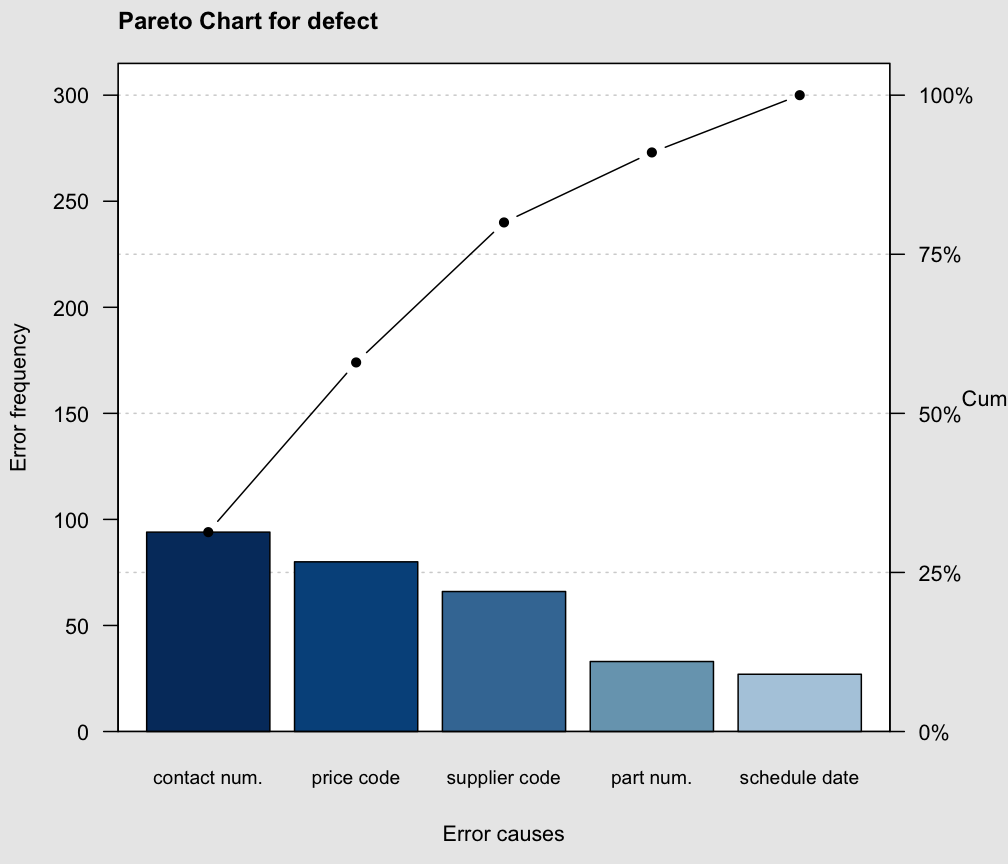 Pareto Chart for defect
Error frequency
300
250
200
150
100
50
0
100%
75%
50%
25%
0%
Cum
contact num.
price code
supplier code
part num.
schedule date
Error causes